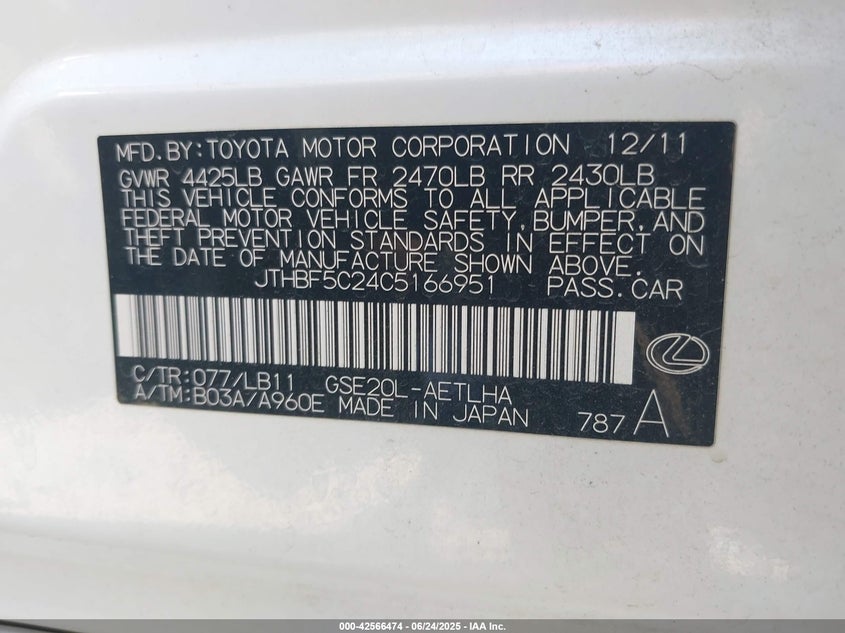 MFD.BY:TOYOTA MOTOR CORPORATION 12/11
GVWR 4425LB GAWR FR 2470LB RR 2430LB
THIS VEHICLE CONFORMS TO ALL APPLICABLE
FEDERAL MOTOR VEHICLE SAFETY,BUMPER,AND
THEFT PREVENTION STANDARDS IN EFFECT ON
THE DATE OF MANUFACTURE SHOWN ABOVE.
JTHBF5C24C5166951 PASS.CAR
C/TR:077/LB11 GSE20L-AETLHA
A/TM:B03A/A960E MADE IN JAPAN 787 A
000-42566474 | 06/24/2025 - IAA Inc.